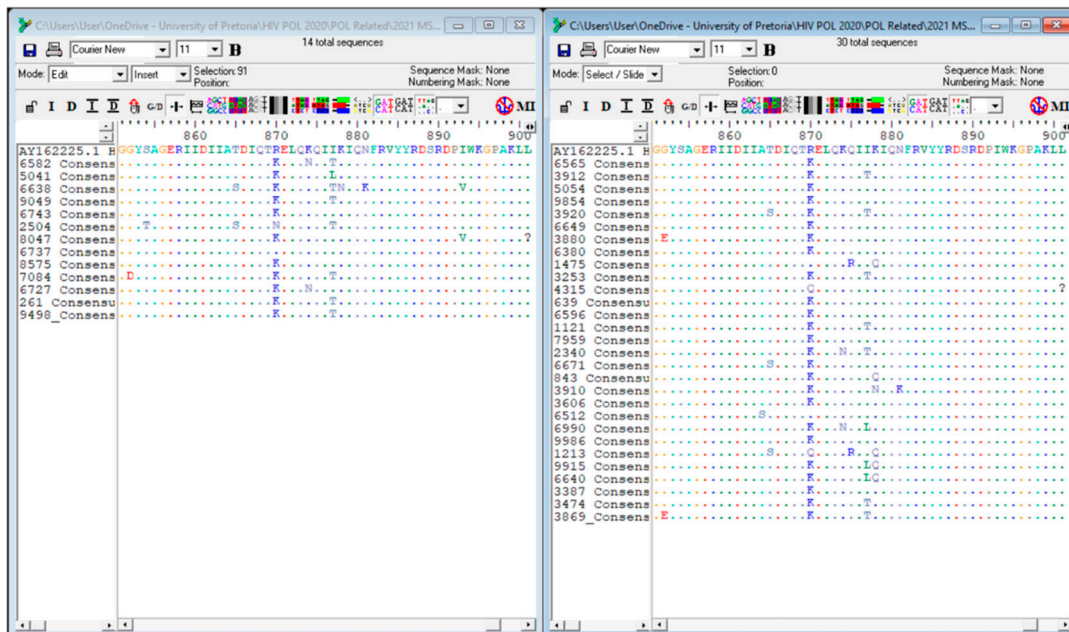 C:\Users\User\OneDrive - University of Pretoria\HIV POL 2020\POL Related\2021 MS...
Courier New 11 B 14 total sequences
Mode: Edit Insert Selection: 91 Sequence Mask: None
Position: Numbering Mask: None
I D I D G/D
860 870 880 890 900
AY162225.1 H GGYSAGERIIDIIATDIQTRELQKQIIKIQNFRVYYRDSRDPIWKGPAKLL
6582 Consens K N T
5041 Consens K L
6638 Consens S K TN K V
9049 Consens K T
6743 Consens K
2504 Consens T S N T
8047 Consens K V ?
6737 Consens
8575 Consens K
7084 Consens D K T
6727 Consens K N
261 Consensu K T
9498_Consens K T
C:\Users\User\OneDrive - University of Pretoria\HIV POL 2020\POL Related\2021 MS...
Courier New 11 B 30 total sequences
Mode: Select / Slide Selection: 0 Sequence Mask: None
Position: Numbering Mask: None
I D I D G/D
860 870 880 890 900
AY162225.1 H GGYSAGERIIDIIATDIQTRELQKQIIKIQNFRVYYRDSRDPIWKGPAKLL
6565 Consens K
3912 Consens K T
5054 Consens K
9854 Consens K
3920 Consens S K T
6649 Consens K
3880 Consens E K
6380 Consens K
1475 Consens R Q
3253 Consens K T
4315 Consens Q ?
639 Consensu K
6596 Consens K
1121 Consens K T
7959 Consens K
2340 Consens K N T
6671 Consens S K
843 Consensu K Q
3910 Consens K N K
3606 Consens K
6512 Consens S
6990 Consens K N L
9986 Consens K
1213 Consens S Q R Q
9915 Consens K LQ
6640 Consens K LQ
3387 Consens K
3474 Consens K T
3869_Consens E K T